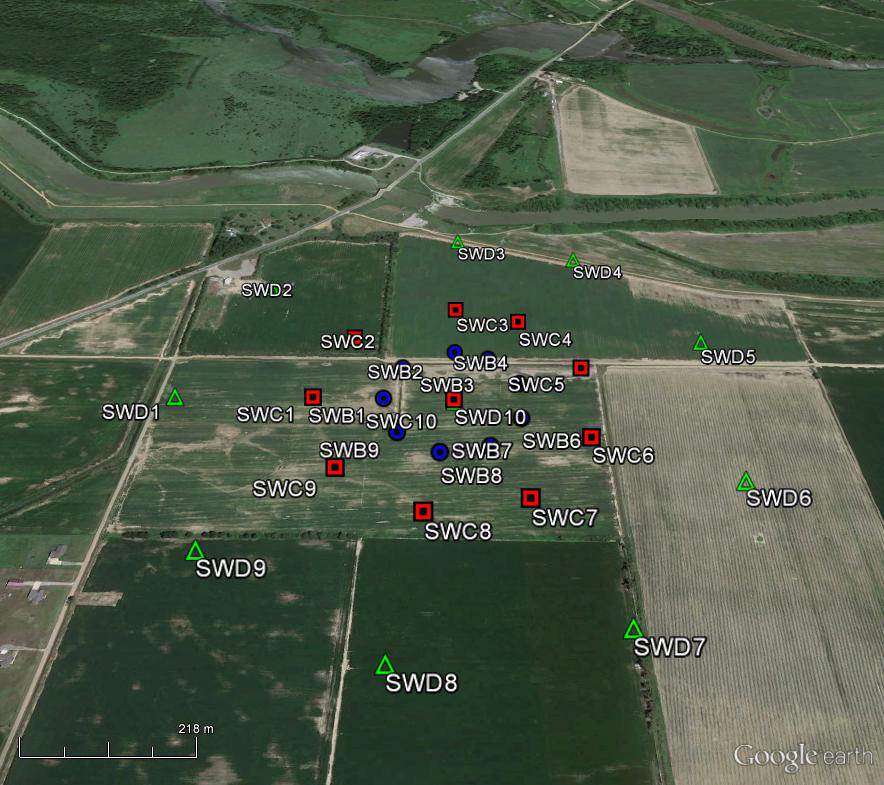 SWD3
SWD4
SWD2
SWC3
SWC4
SWC2
SWD5
SWB4
SWB2
SWB3
SWC5
SWD1
SWC1
SWB1
SWC10
SWD10
SWB6
SWB9
SWB7
SWC6
SWB8
SWC9
SWD6
SWC7
SWC8
SWD9
SWD7
SWD8
218 m
Google earth